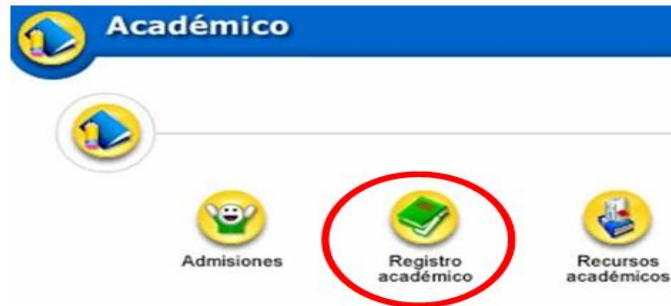 Académico
Admisiones
Registro
académico
Recursos
académicos